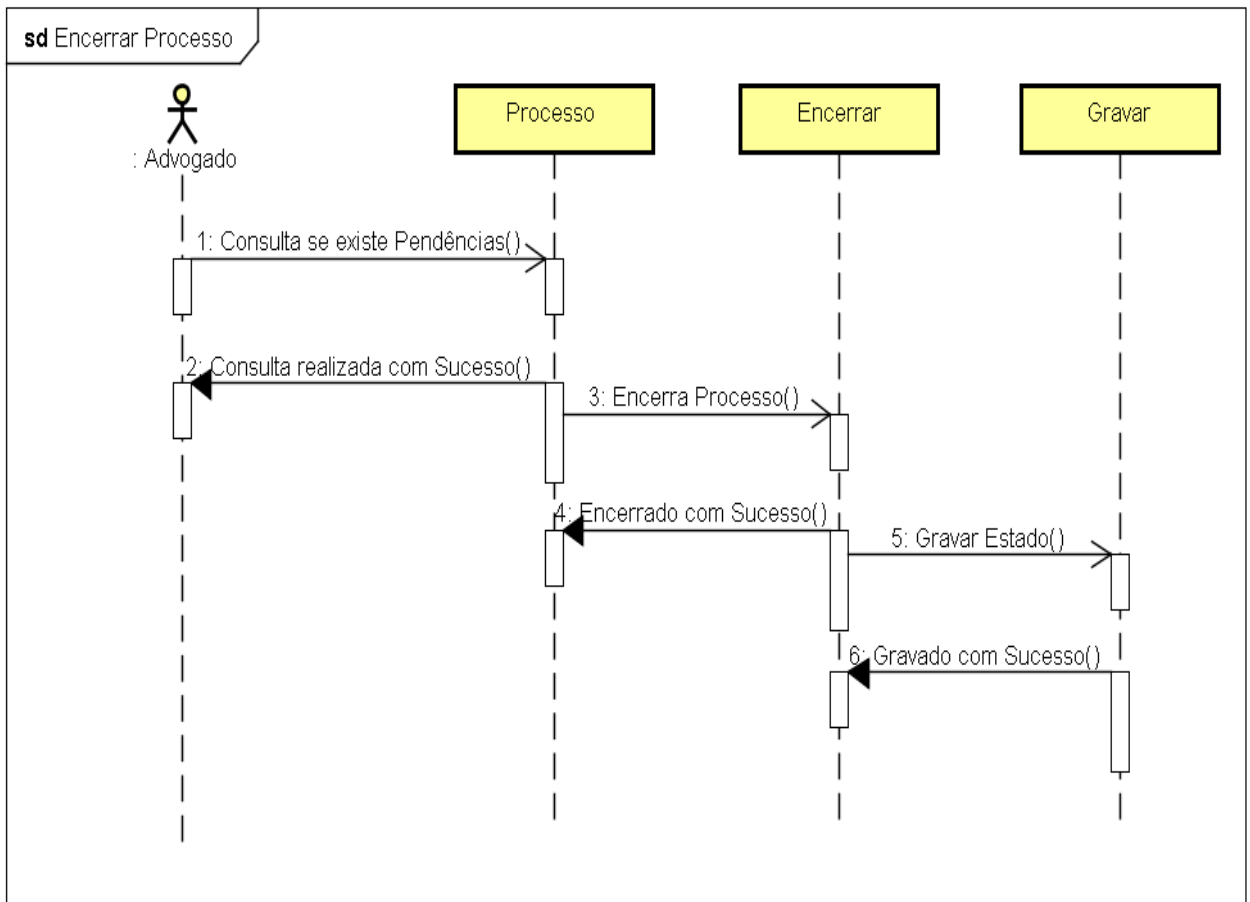 sd Encerrar Processo
: Advogado
Processo
Encerrar
Gravar
1: Consulta se existe Pendências()
2: Consulta realizada com Sucesso()
3: Encerra Processo()
4: Encerrado com Sucesso()
5: Gravar Estado()
6: Gravado com Sucesso()